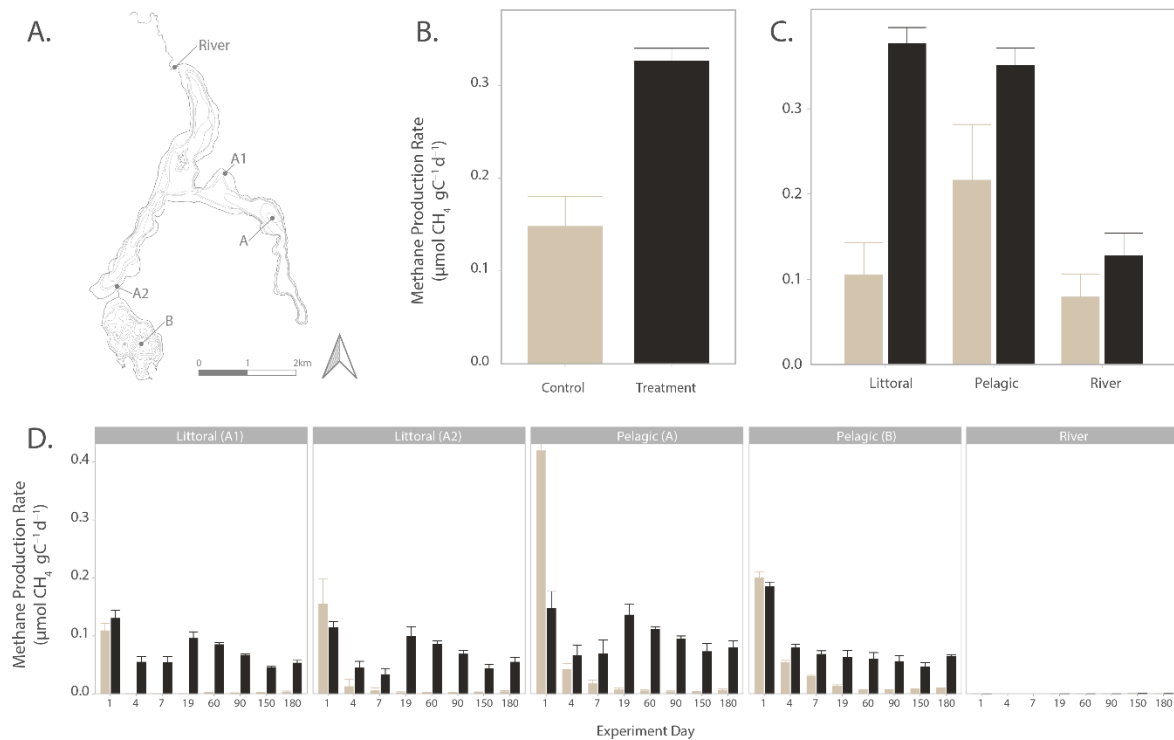 A.
River
A1
A
A2
B
0 1 2km
B.
Methane Production Rate
(µmol CH₄ gC⁻¹ d⁻¹)
0.3
0.2
0.1
0.0
Control Treatment
C.
0.3
0.2
0.1
0.0
Littoral Pelagic River
D.
Littoral (A1) Littoral (A2) Pelagic (A) Pelagic (B) River
Methane Production Rate
(µmol CH₄ gC⁻¹ d⁻¹)
0.4
0.2
0.1
0.0
1 4 7 19 60 90 150 180 1 4 7 19 60 90 150 180 1 4 7 19 60 90 150 180 1 4 7 19 60 90 150 180 1 4 7 19 60 90 150 180
Experiment Day